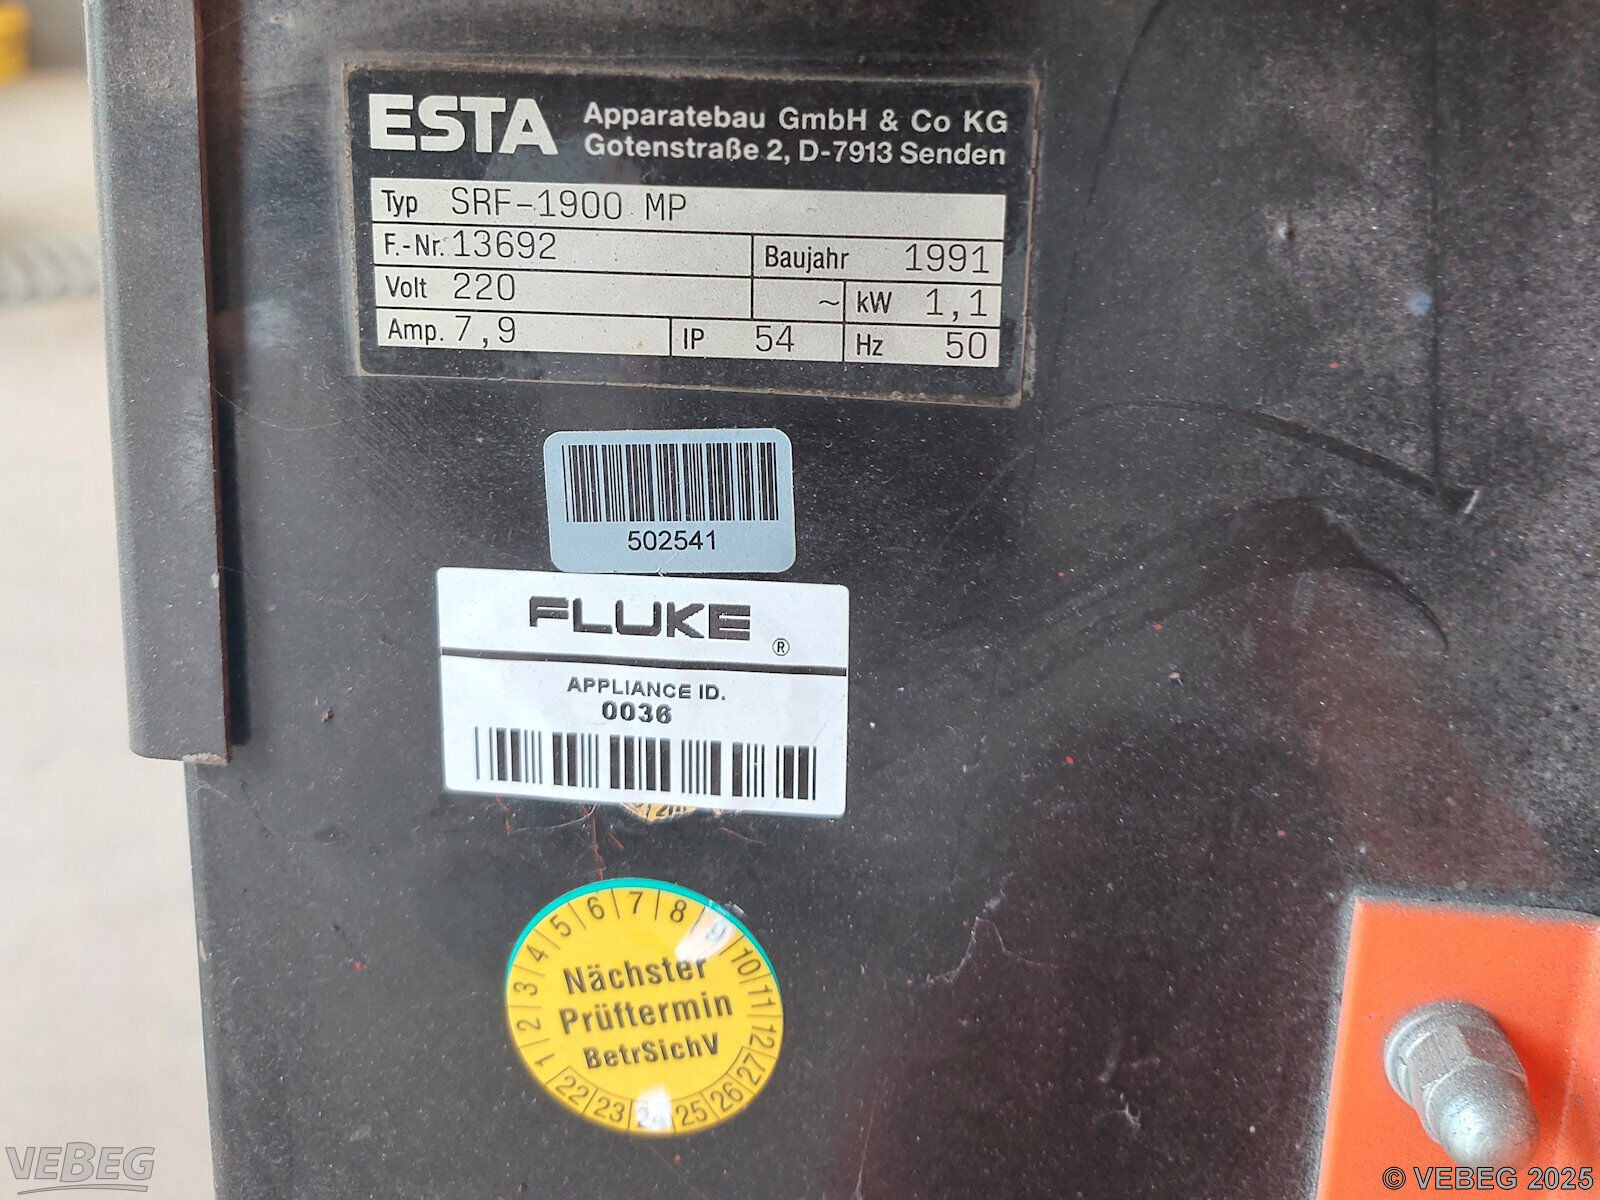 ESTA
Apparatebau GmbH & Co KG
Gotenstraße 2, D-7913 Senden
Typ SRF-1900 MP
F.-Nr. 13692 Baujahr 1991
Volt 220 ~ kW 1,1
Amp. 7,9 IP 54 Hz 50
502541
FLUKE ®
APPLIANCE ID.
0036
1 2 3 4 5 6 7 8 9 10 11 12
Nächster
Prüftermin
BetrSichV
22 23 24 25 26 27
VEBEG
© VEBEG 2025